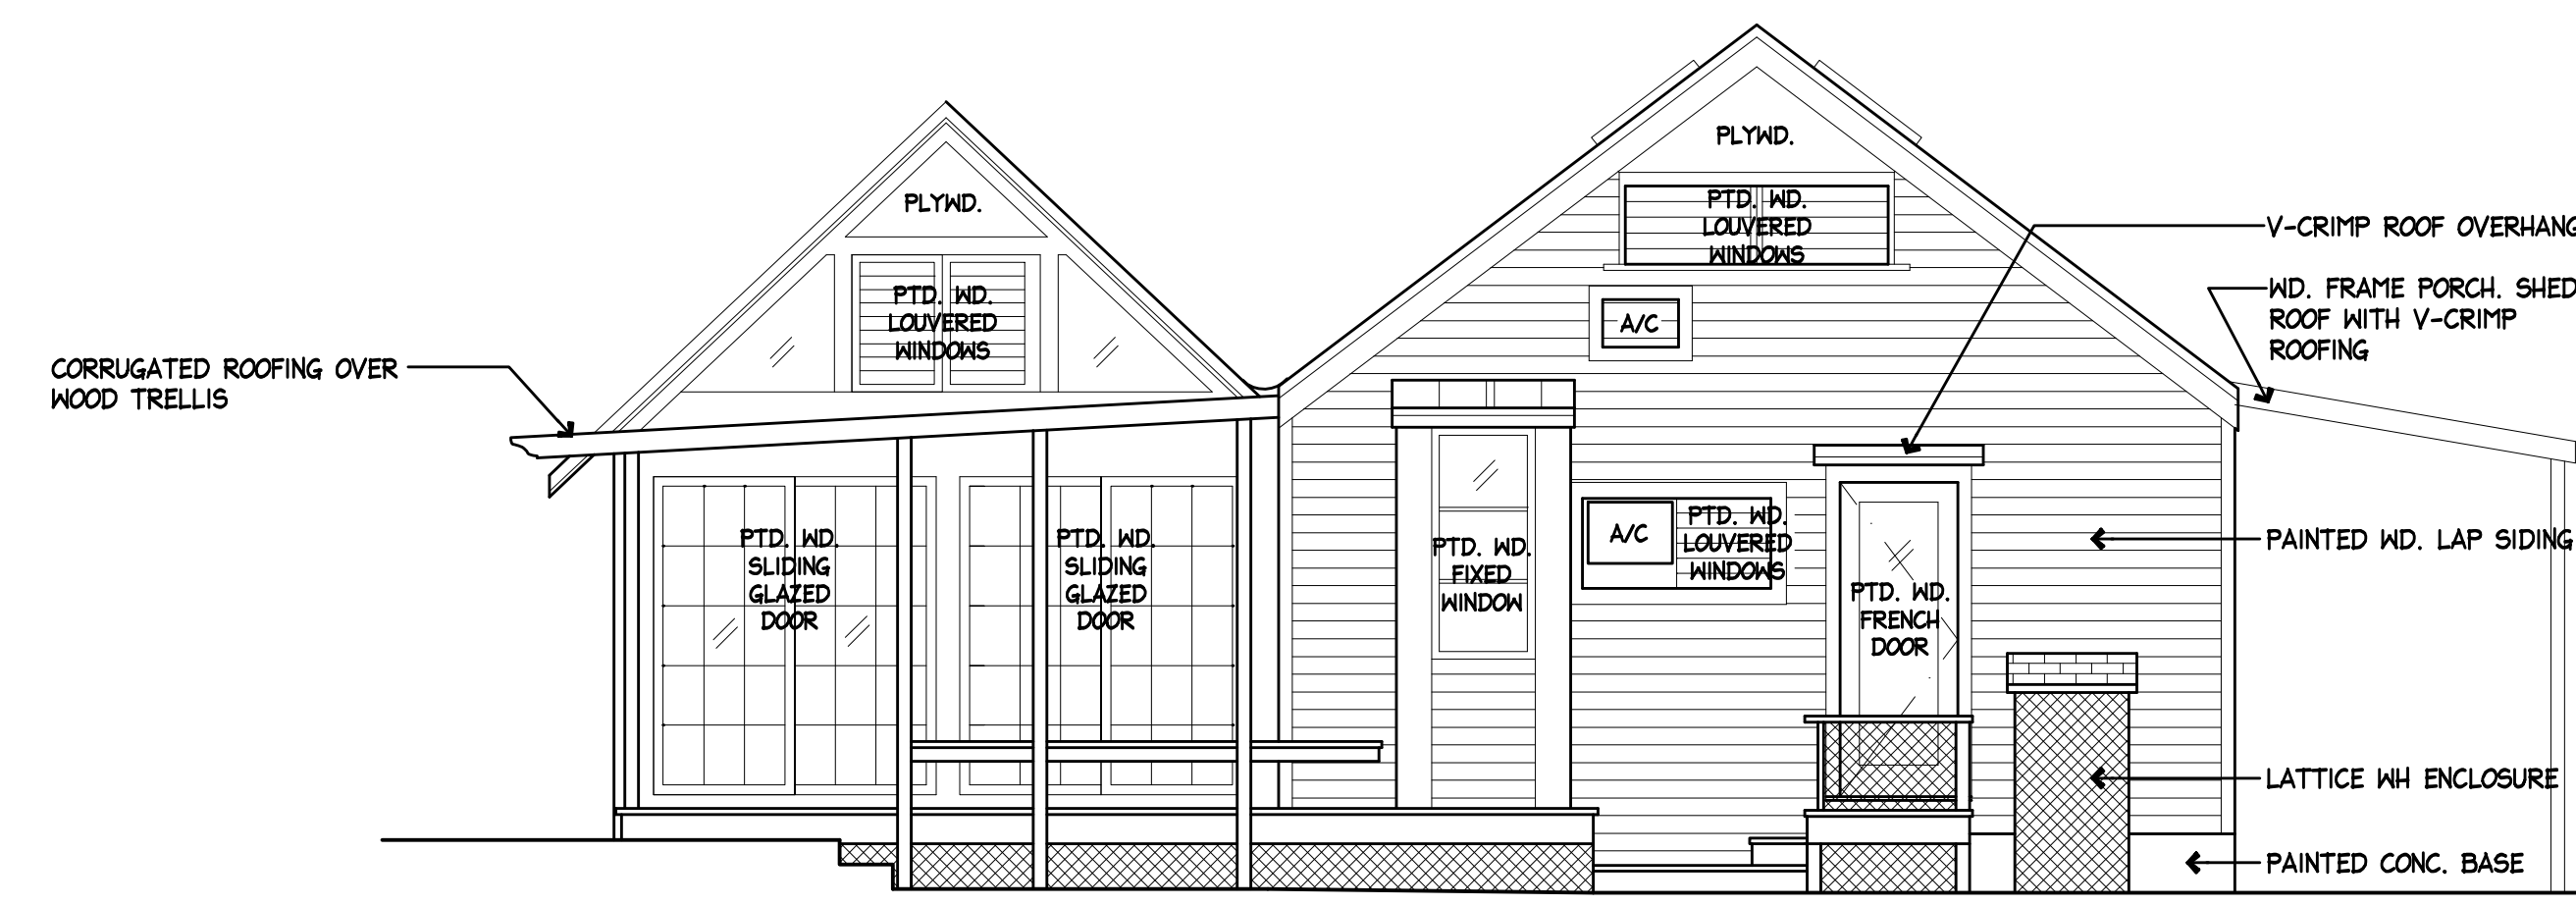 PLYWD.
PTD. WD.
LOUVERED
WINDOWS
CORRUGATED ROOFING OVER
WOOD TRELLIS
PTD. WD.
SLIDING
GLAZED
DOOR
PTD. WD.
SLIDING
GLAZED
DOOR
PLYWD.
PTD. WD.
LOUVERED
WINDOWS
A/C
PTD. WD.
FIXED
WINDOW
A/C
PTD. WD.
LOUVERED
WINDOWS
PTD. WD.
FRENCH
DOOR
V-CRIMP ROOF OVERHANG
WD. FRAME PORCH. SHED
ROOF WITH V-CRIMP
ROOFING
PAINTED WD. LAP SIDING
LATTICE WH ENCLOSURE
PAINTED CONC. BASE